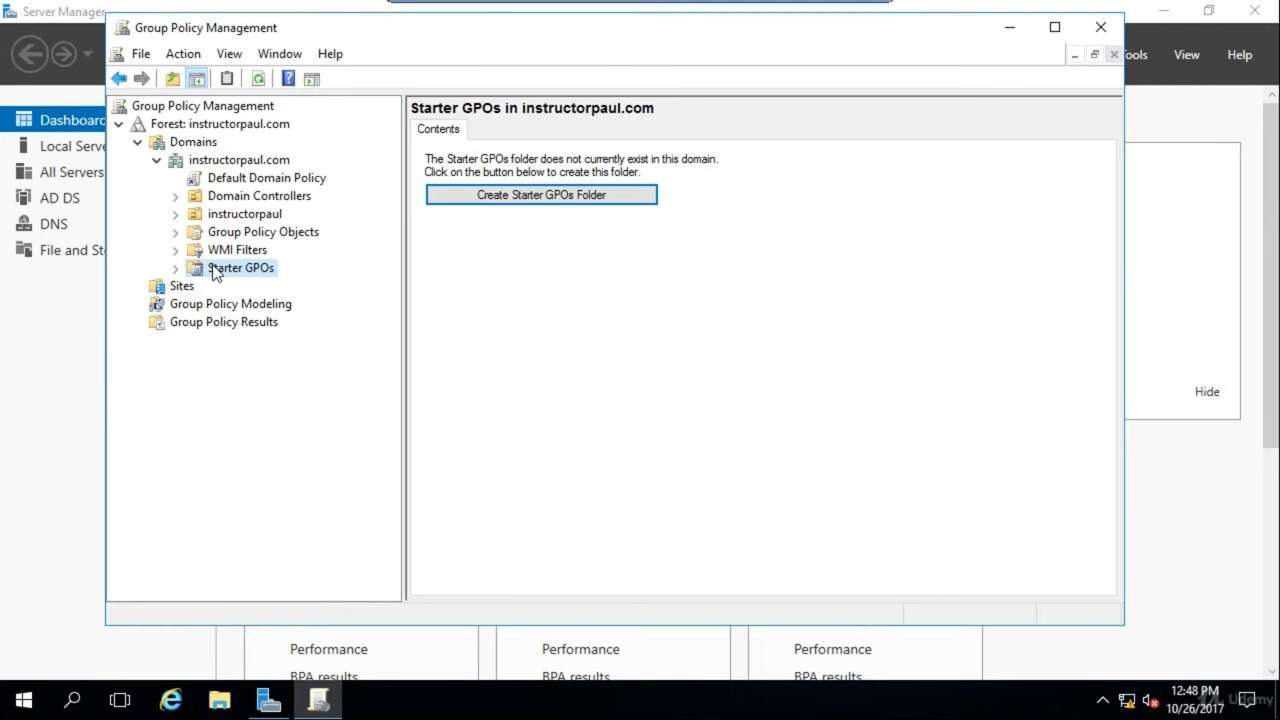 Server Manager
Group Policy Management
File Action View Window Help
Tools View Help
Dashboard
Local Serve
All Servers
AD DS
DNS
File and Sto
Group Policy Management
Forest: instructorpaul.com
Domains
instructorpaul.com
Default Domain Policy
Domain Controllers
instructorpaul
Group Policy Objects
WMI Filters
Starter GPOs
Sites
Group Policy Modeling
Group Policy Results
Starter GPOs in instructorpaul.com
Contents
The Starter GPOs folder does not currently exist in this domain.
Click on the button below to create this folder.
Create Starter GPOs Folder
Hide
Performance Performance Performance
BPA results BPA results BPA results
12:48 PM
10/26/2017
Udemy